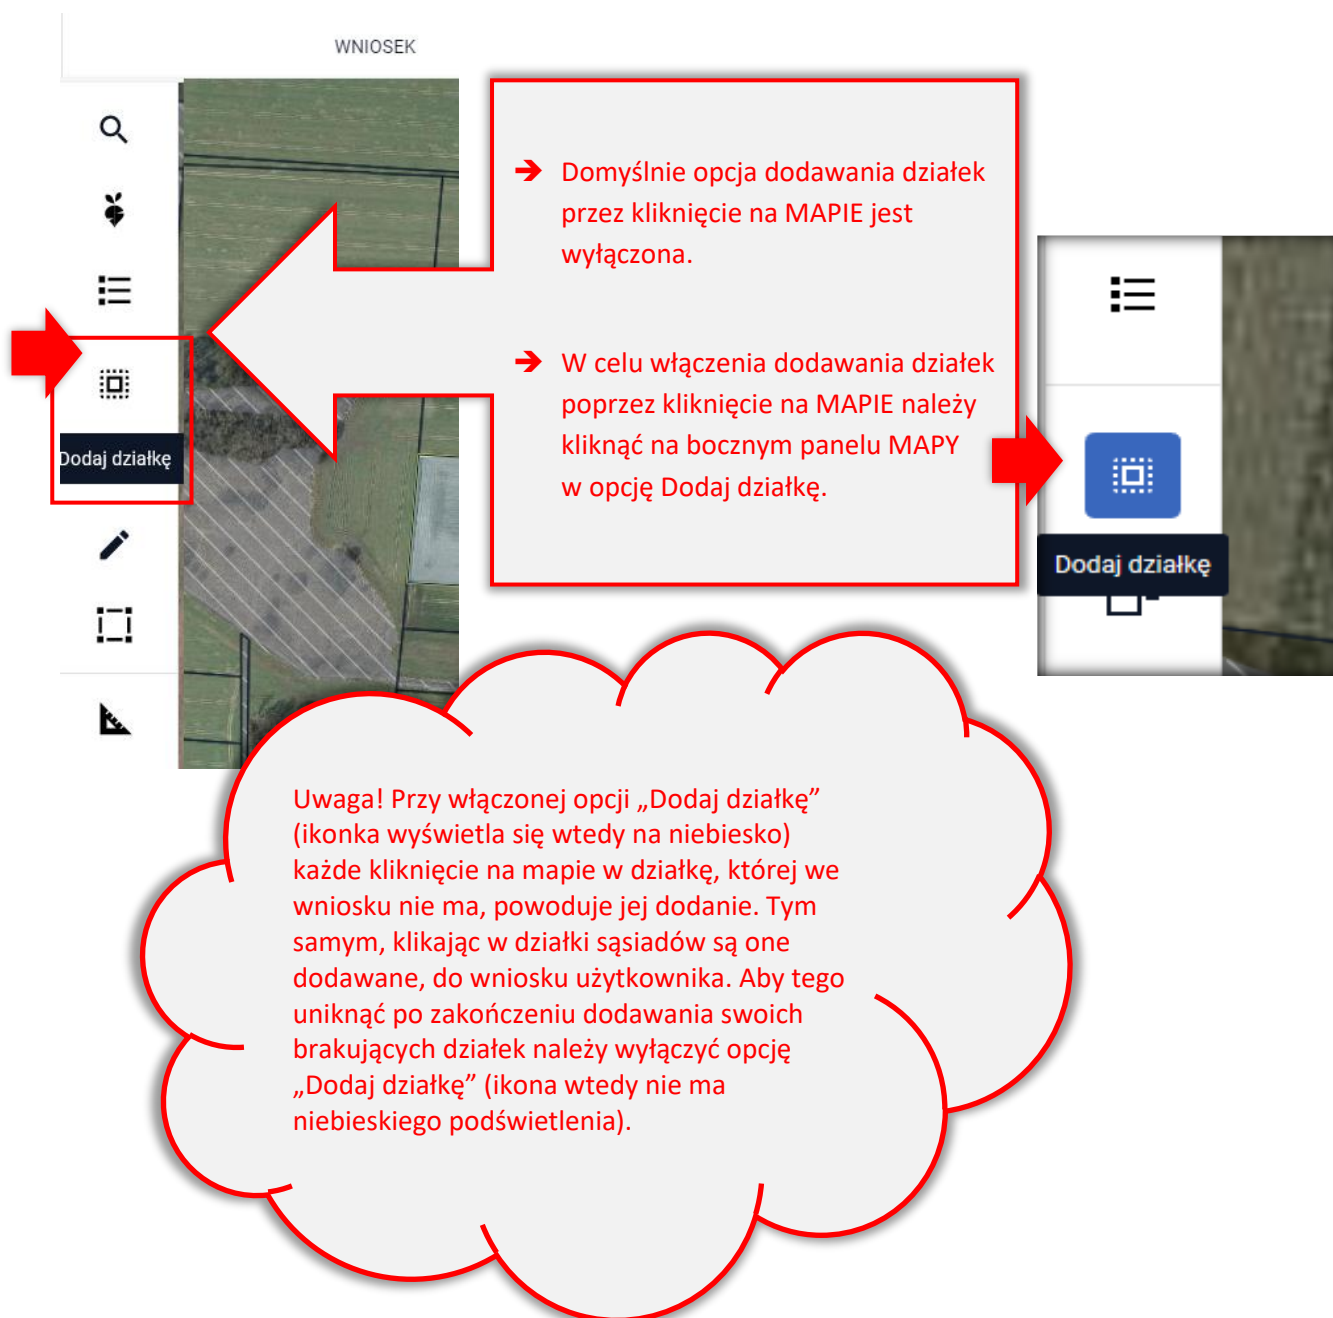 WNIOSEK
Domyślnie opcja dodawania działek
przez kliknięcie na MAPIE jest
wyłączona.
W celu włączenia dodawania działek
poprzez kliknięcie na MAPIE należy
kliknąć na bocznym panelu MAPY
w opcję Dodaj działkę.
Dodaj działkę
Dodaj działkę
Uwaga! Przy włączonej opcji „Dodaj działkę”
(ikonka wyświetla się wtedy na niebiesko)
każde kliknięcie na mapie w działkę, której we
wniosku nie ma, powoduje jej dodanie. Tym
samym, klikając w działki sąsiadów są one
dodawane, do wniosku użytkownika. Aby tego
uniknąć po zakończeniu dodawania swoich
brakujących działek należy wyłączyć opcję
„Dodaj działkę” (ikona wtedy nie ma
niebieskiego podświetlenia).